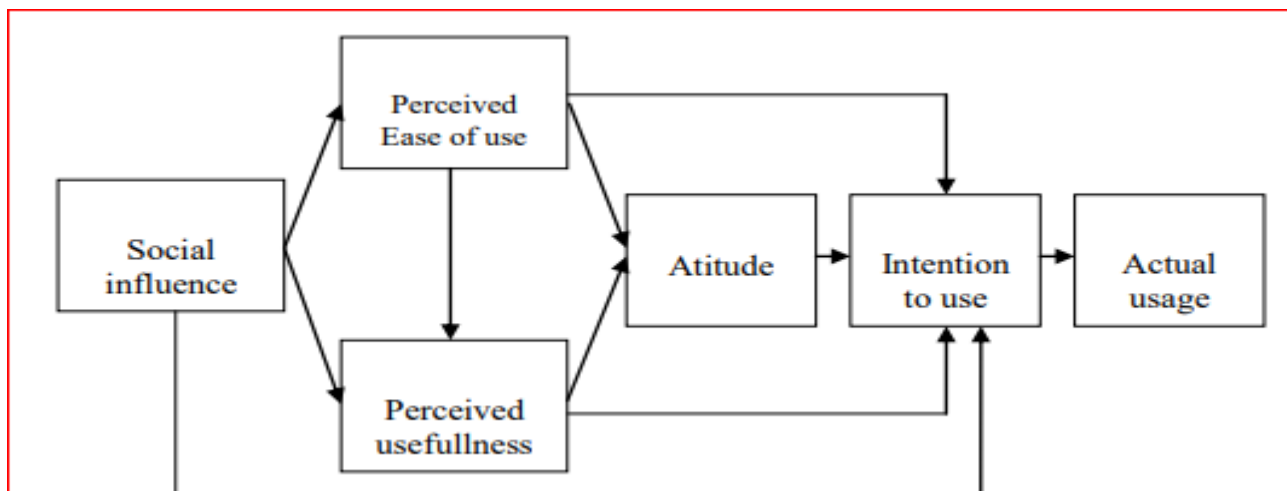 Perceived
Ease of use
Social
influence
Atitude
Intention
to use
Actual
usage
Perceived
usefullness